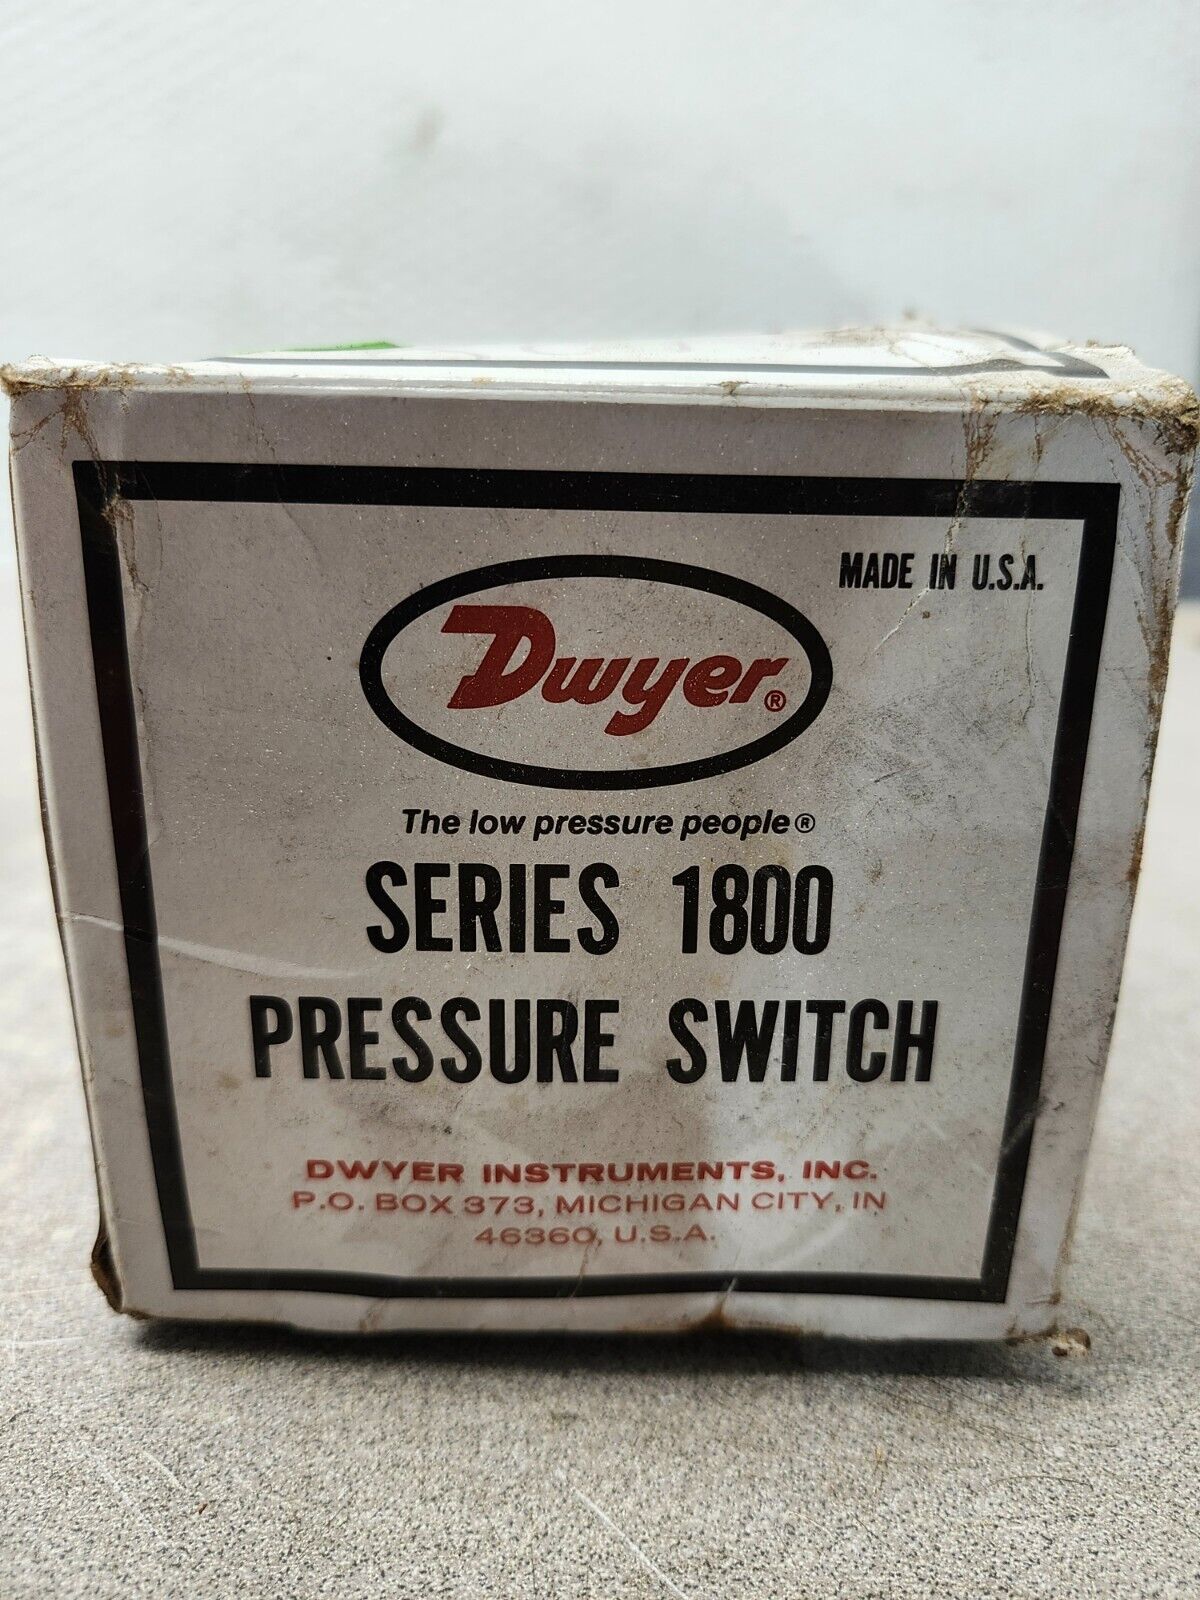 MADE IN U.S.A.
Dwyer®
The low pressure people®
SERIES 1800
PRESSURE SWITCH
DWYER INSTRUMENTS, INC.
P.O. BOX 373, MICHIGAN CITY, IN
46360, U.S.A.